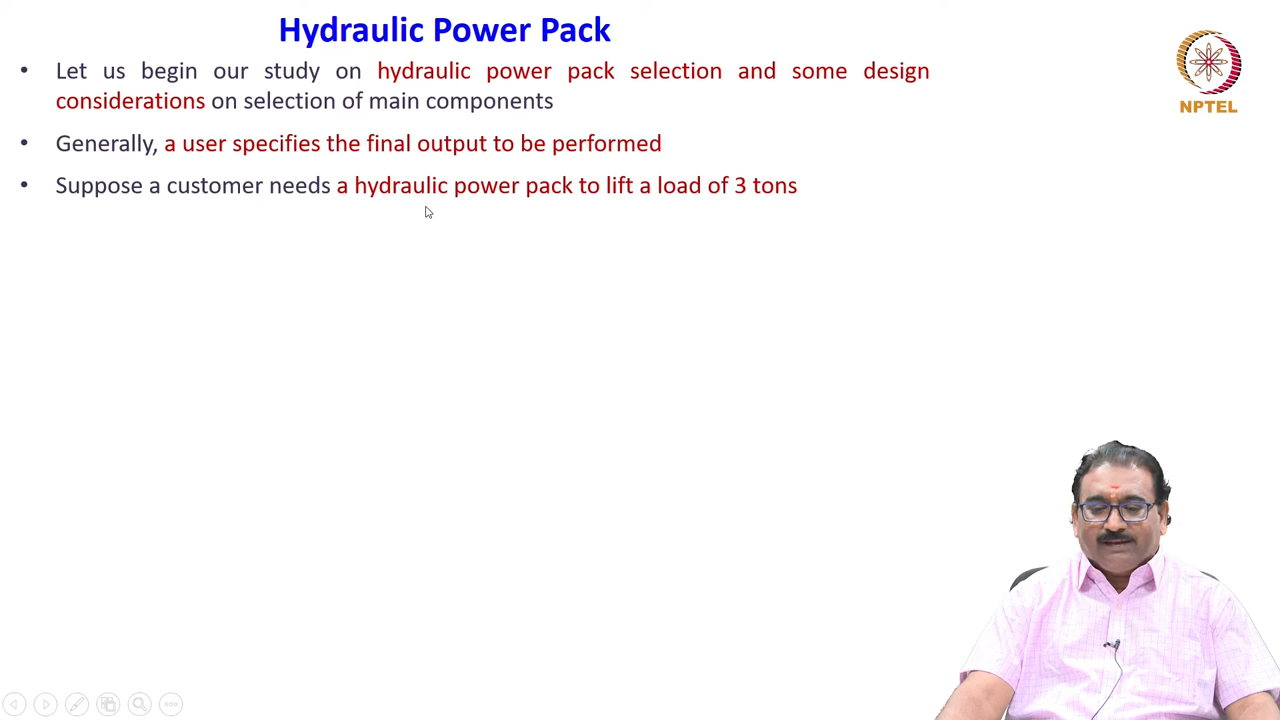 Hydraulic Power Pack
• Let us begin our study on hydraulic power pack selection and some design
considerations on selection of main components
• Generally, a user specifies the final output to be performed
• Suppose a customer needs a hydraulic power pack to lift a load of 3 tons
NPTEL